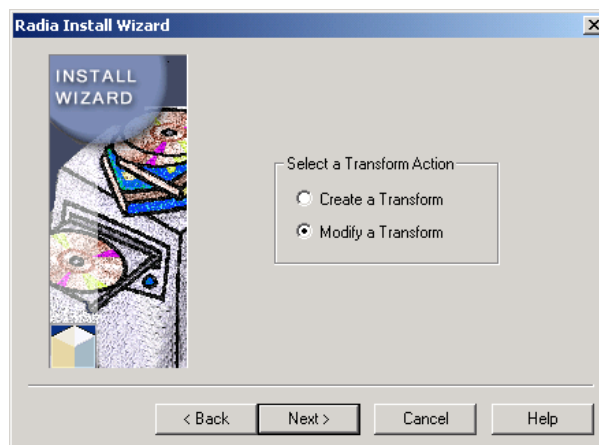 Radia Install Wizard
INSTALL
WIZARD
Select a Transform Action
Create a Transform
Modify a Transform
< Back
Next >
Cancel
Help